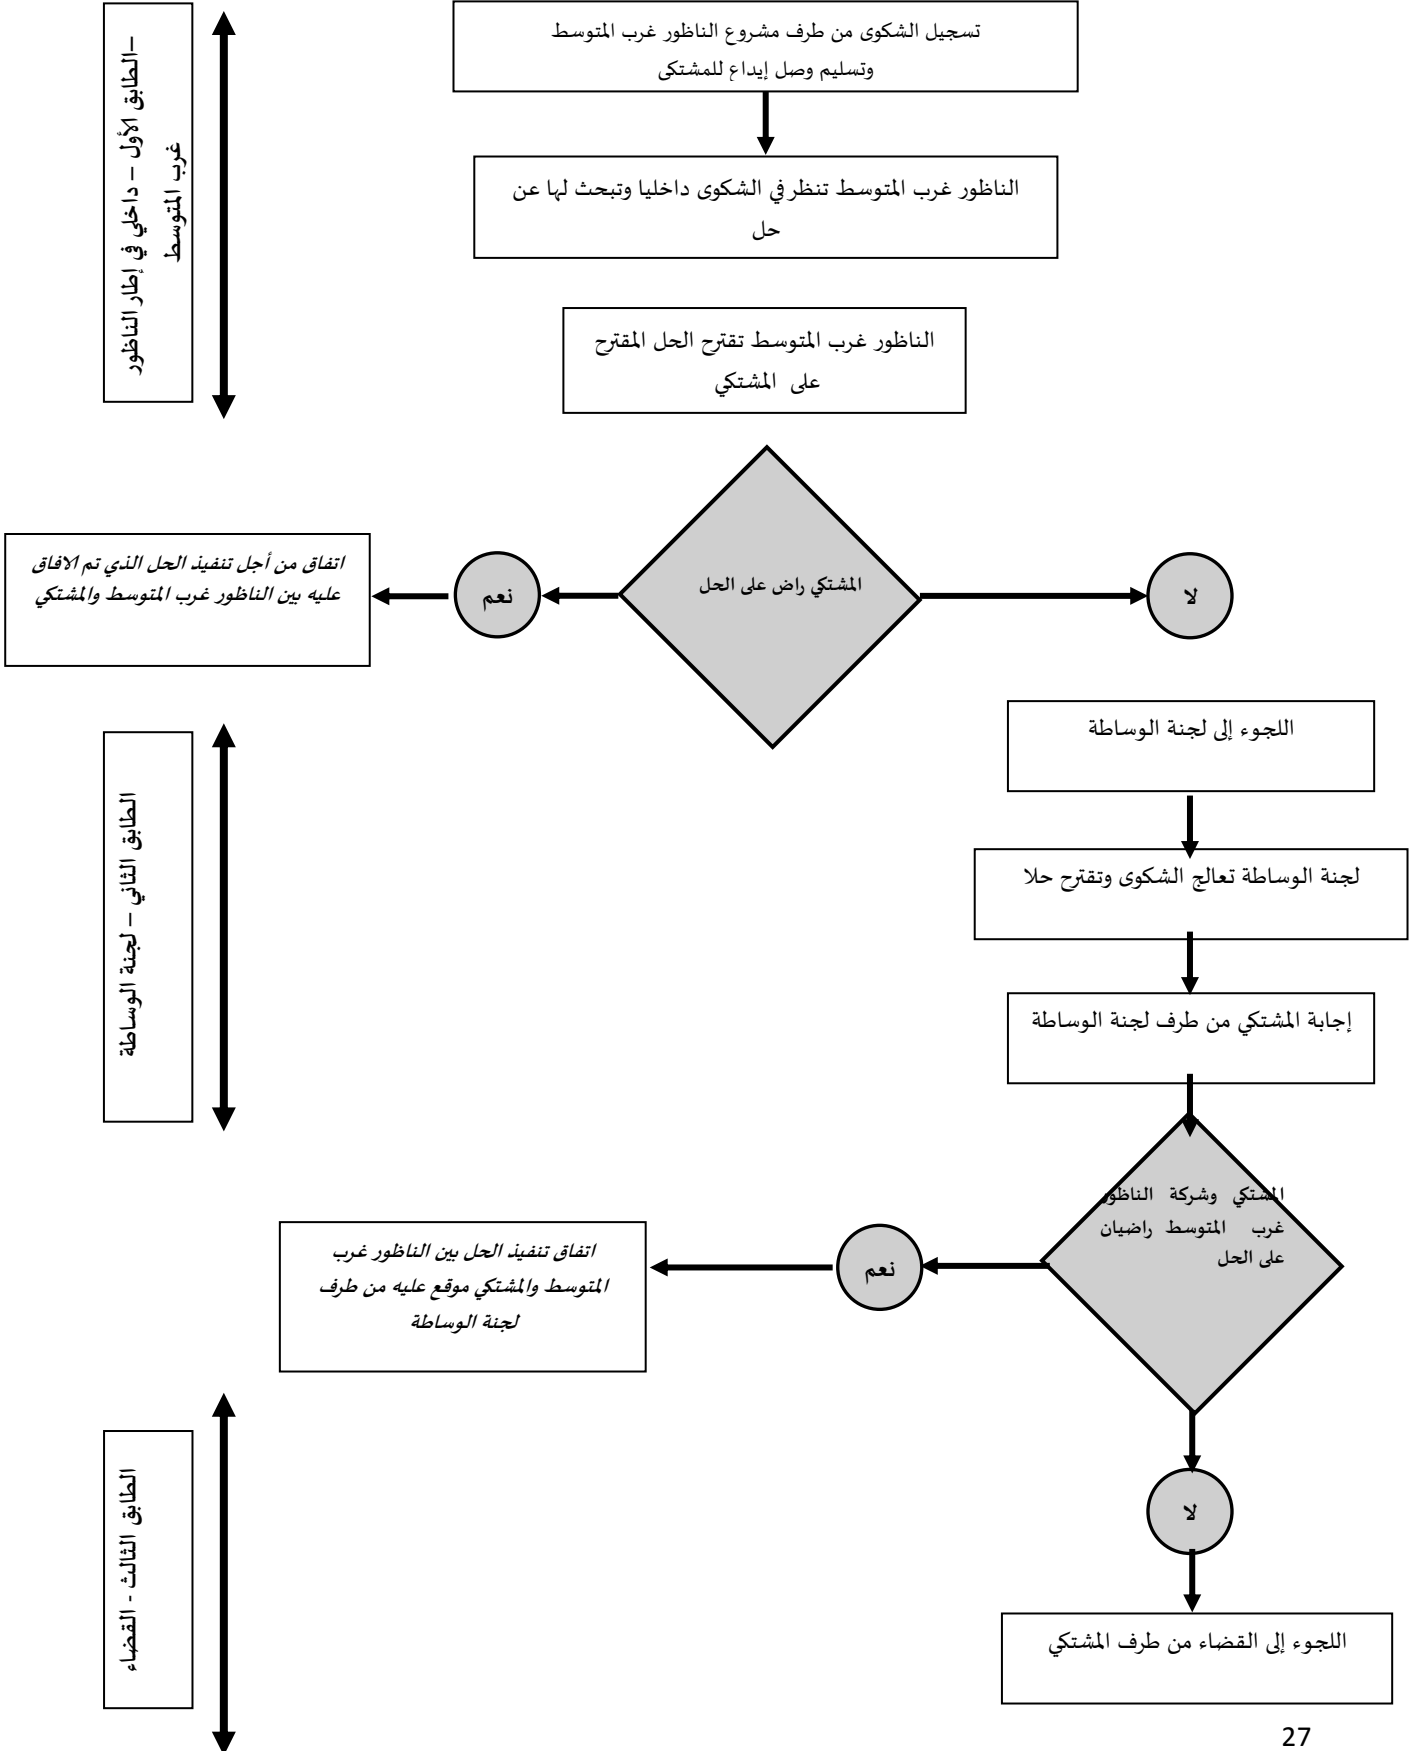 تسجيل الشكوى من طرف مشروع الناظور غرب المتوسط
وتسليم وصل إيداع للمشتكى
–الطابق الأول – داخلي في إطار الناظور
غرب المتوسط
الناظور غرب المتوسط تنظر في الشكوى داخليا وتبحث لها عن
حل
الناظور غرب المتوسط تقترح الحل المقترح
على المشتكي
المشتكي راض على الحل
لا
نعم
اتفاق من أجل تنفيذ الحل الذي تم الافاق
عليه بين الناظور غرب المتوسط والمشتكي
اللجوء إلى لجنة الوساطة
الطابق الثاني – لجنة الوساطة
لجنة الوساطة تعالج الشكوى وتقترح حلا
إجابة المشتكي من طرف لجنة الوساطة
المشتكي وشركة الناظور
غرب المتوسط راضيان
على الحل
نعم
اتفاق تنفيذ الحل بين الناظور غرب
المتوسط والمشتكي موقع عليه من طرف
لجنة الوساطة
الطابق الثالث - القضاء
لا
اللجوء إلى القضاء من طرف المشتكي
27